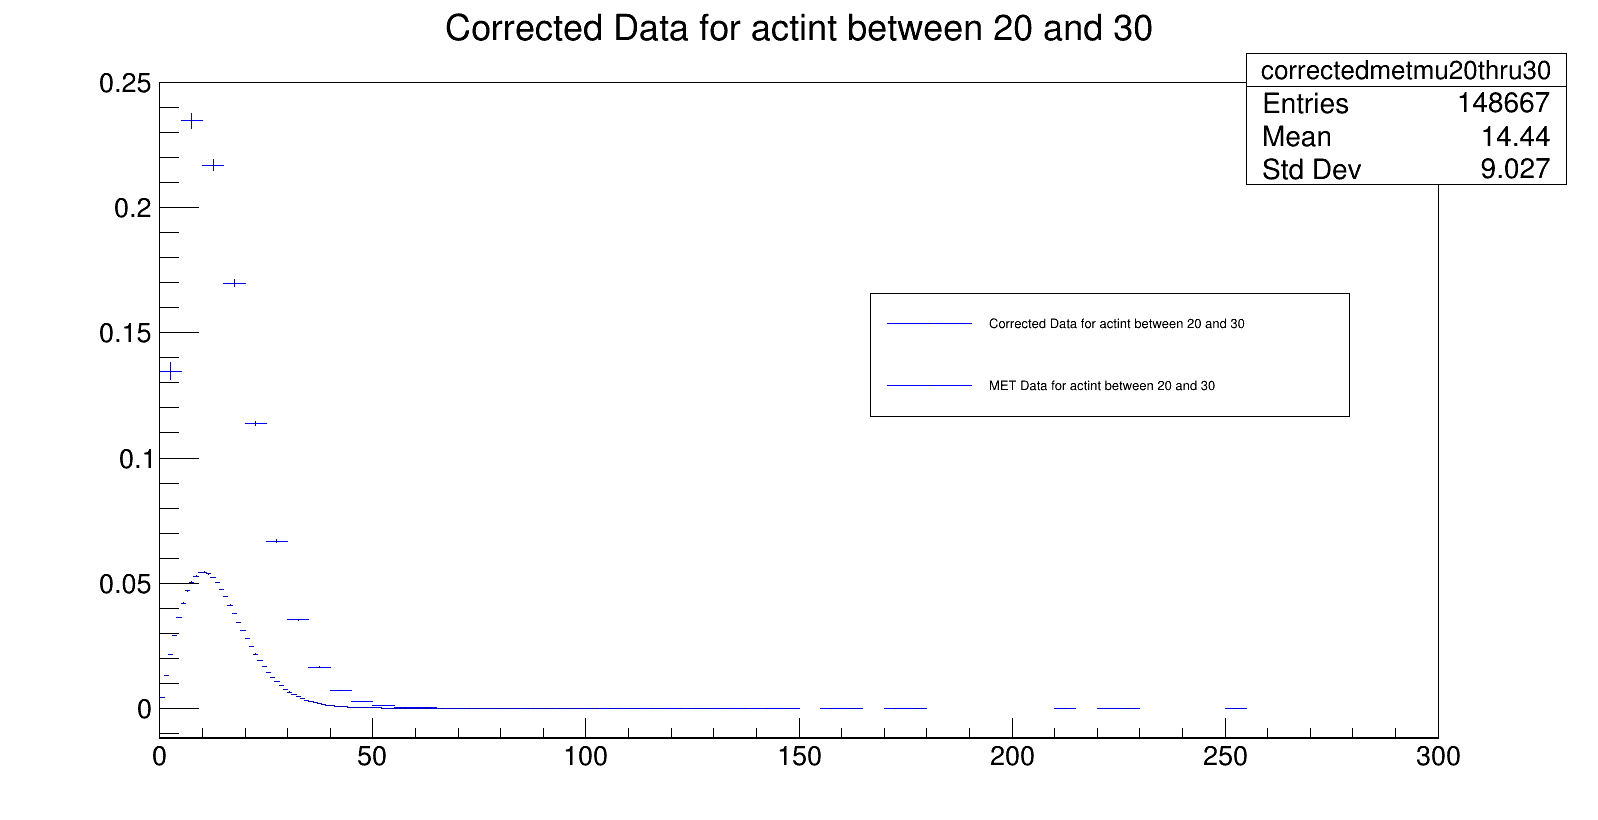 Corrected Data for actint between 20 and 30
correctedmetmu20thru30
Entries 148667
Mean 14.44
Std Dev 9.027
0.25
0.2
0.15
0.1
0.05
0
Corrected Data for actint between 20 and 30
MET Data for actint between 20 and 30
0 50 100 150 200 250 300